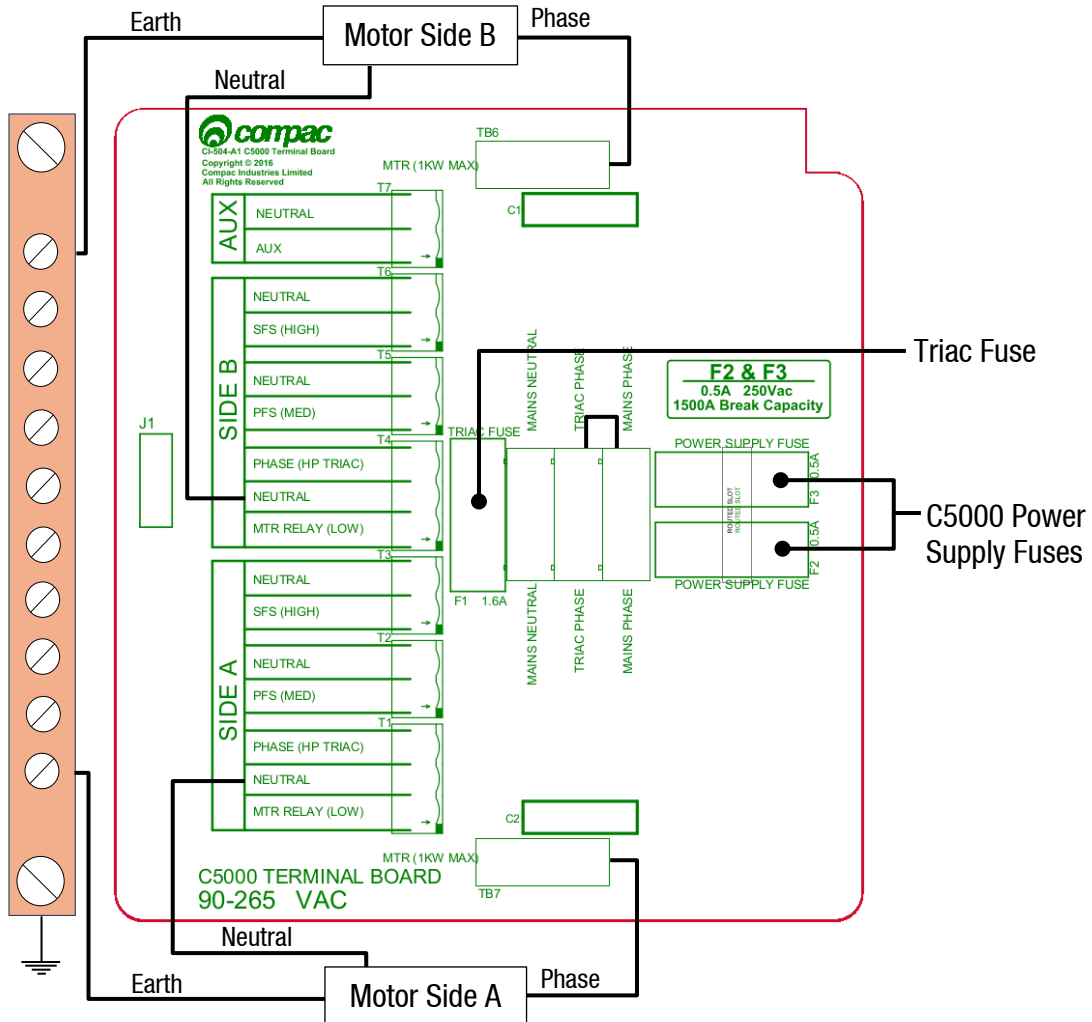 Earth
Motor Side B
Phase
Neutral
compac
CI-504-A1 C5000 Terminal Board
Copyright © 2016
Compac Industries Limited
All Rights Reserved
TB6
MTR (1KW MAX)
T7
C1
AUX
NEUTRAL
AUX
T6
SIDE B
NEUTRAL
SFS (HIGH)
T5
NEUTRAL
PFS (MED)
T4
PHASE (HP TRIAC)
NEUTRAL
MTR RELAY (LOW)
J1
TRIAC FUSE
F1 1.6A
MAINS NEUTRAL
TRIAC PHASE
MAINS PHASE
Triac Fuse
F2 & F3
0.5A 250Vac
1500A Break Capacity
POWER SUPPLY FUSE
F3 0.5A
ROUTED SLOT
ROUTED SLOT
F2 0.5A
POWER SUPPLY FUSE
C5000 Power
Supply Fuses
MAINS NEUTRAL
TRIAC PHASE
MAINS PHASE
T3
SIDE A
NEUTRAL
SFS (HIGH)
T2
NEUTRAL
PFS (MED)
T1
PHASE (HP TRIAC)
NEUTRAL
MTR RELAY (LOW)
C2
MTR (1KW MAX)
TB7
C5000 TERMINAL BOARD
90-265 VAC
Neutral
Earth
Motor Side A
Phase